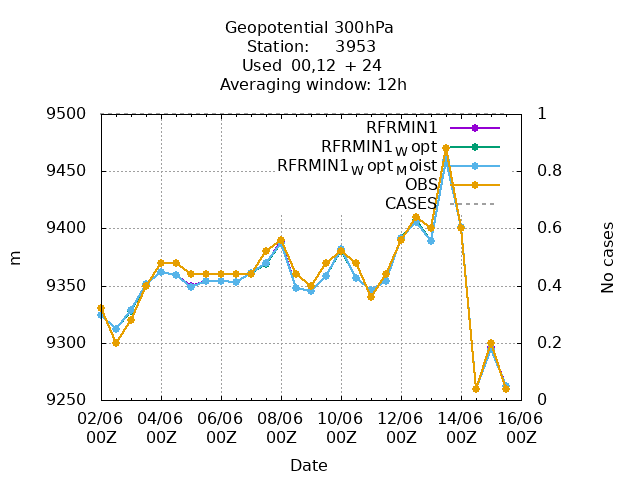 Geopotential 300hPa
Station: 3953
Used 00,12 + 24
Averaging window: 12h
9500
9450
9400
9350
9300
9250
m
1
0.8
0.6
0.4
0.2
0
No cases
RFRMIN1
RFRMIN1_W opt
RFRMIN1_W opt_M oist
OBS
CASES
02/06 04/06 06/06 08/06 10/06 12/06 14/06 16/06
00Z 00Z 00Z 00Z 00Z 00Z 00Z 00Z
Date